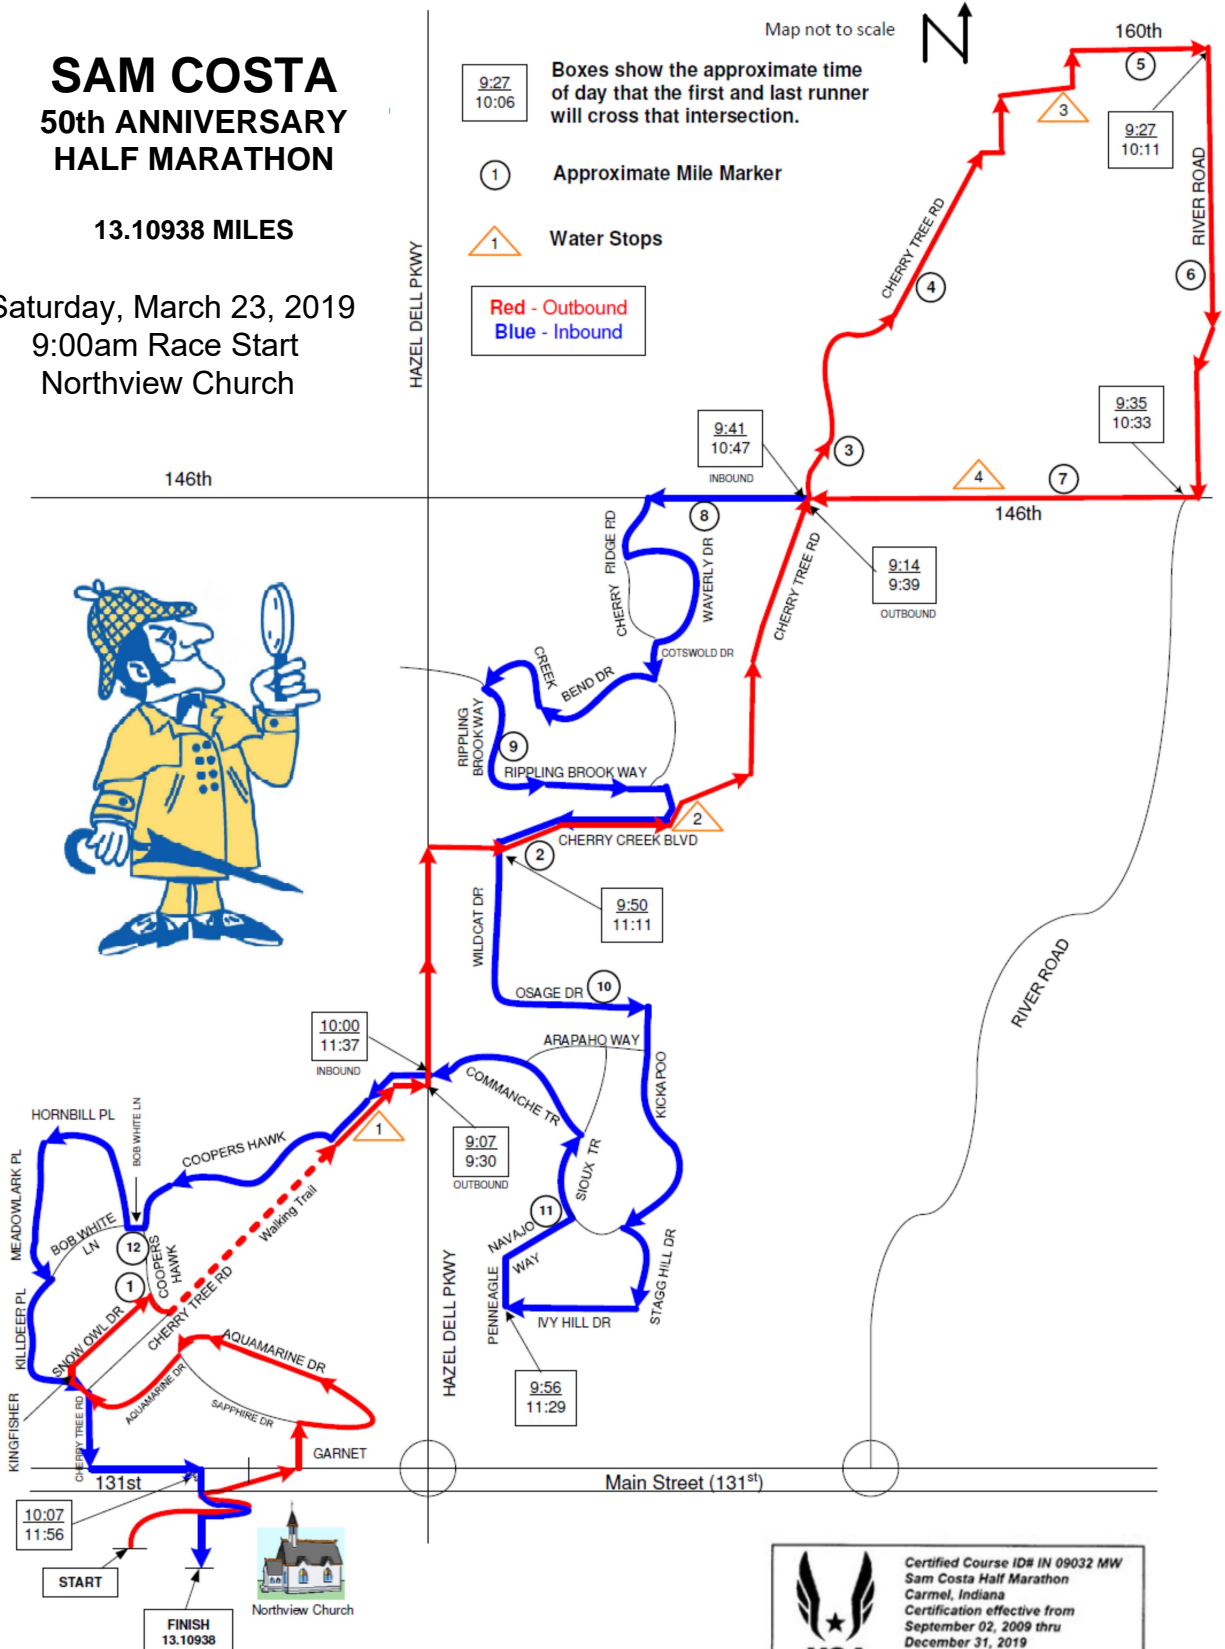 Map not to scale
N
SAM COSTA
50th ANNIVERSARY
HALF MARATHON
13.10938 MILES
Saturday, March 23, 2019
9:00am Race Start
Northview Church
9:27
10:06
Boxes show the approximate time
of day that the first and last runner
will cross that intersection.
1
Approximate Mile Marker
1
Water Stops
Red - Outbound
Blue - Inbound
160th
5
3
9:27
10:11
RIVER ROAD
6
CHERRY TREE RD
4
HAZEL DELL PKWY
9:35
10:33
9:41
10:47
INBOUND
3
146th
4
7
146th
8
RIDGE RD
CHERRY
WAVERLY DR
CHERRY TREE RD
9:14
9:39
OUTBOUND
COTSWOLD DR
CREEK
BEND DR
RIPPLING
BROOKWAY
9
RIPPLING BROOK WAY
2
CHERRY CREEK BLVD
2
9:50
11:11
WILDCAT DR
OSAGE DR
10
RIVER ROAD
10:00
11:37
INBOUND
ARAPAHO WAY
COMMANCHE TR
KICKAPOO
HORNBILL PL
BOB WHITE LN
COOPERS HAWK
1
9:07
9:30
OUTBOUND
SIOUX TR
MEADOWLARK PL
Walking Trail
BOB WHITE
LN
12
COOPERS
HAWK
NAVAJO
WAY
11
STAGG HILL DR
1
KILLDEER PL
SNOW OWL DR
CHERRY TREE RD
HAZEL DELL PKWY
PENNEAGLE
IVY HILL DR
AQUAMARINE DR
AQUAMARINE DR
SAPPHIRE DR
9:56
11:29
KINGFISHER
CHERRY TREE RD
GARNET
131st
Main Street (131st)
10:07
11:56
START
FINISH
13.10938
Northview Church
Certified Course ID# IN 09032 MW
Sam Costa Half Marathon
Carmel, Indiana
Certification effective from
September 02, 2009 thru
December 31, 2019